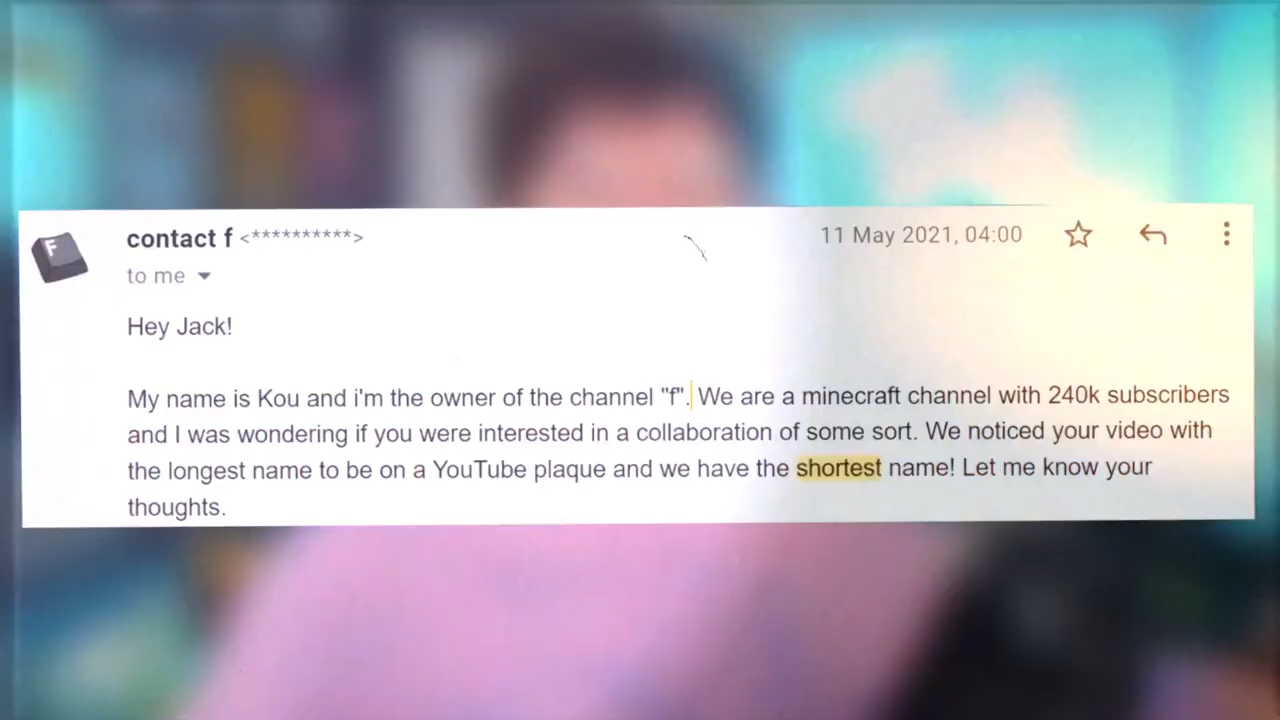 F
contact f <**********>
11 May 2021, 04:00
to me
Hey Jack!
My name is Kou and i'm the owner of the channel "f". We are a minecraft channel with 240k subscribers
and I was wondering if you were interested in a collaboration of some sort. We noticed your video with
the longest name to be on a YouTube plaque and we have the shortest name! Let me know your
thoughts.